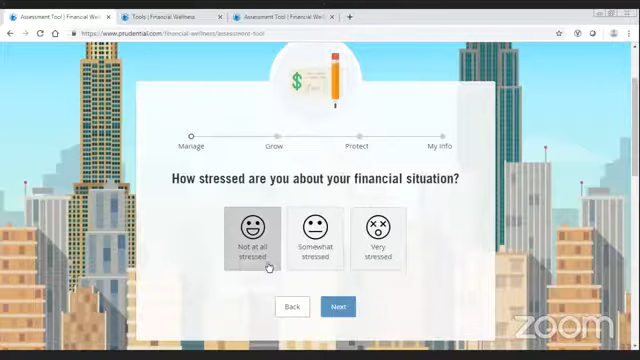 Assessment Tool | Financial Well
Tools | Financial Wellness
Assessment Tool | Financial Well
https://www.prudential.com/financial-wellness/assessment-tool
$
Manage
Grow
Protect
My Info
How stressed are you about your financial situation?
Not at all
stressed
Somewhat
stressed
Very
stressed
Back
Next
zoom